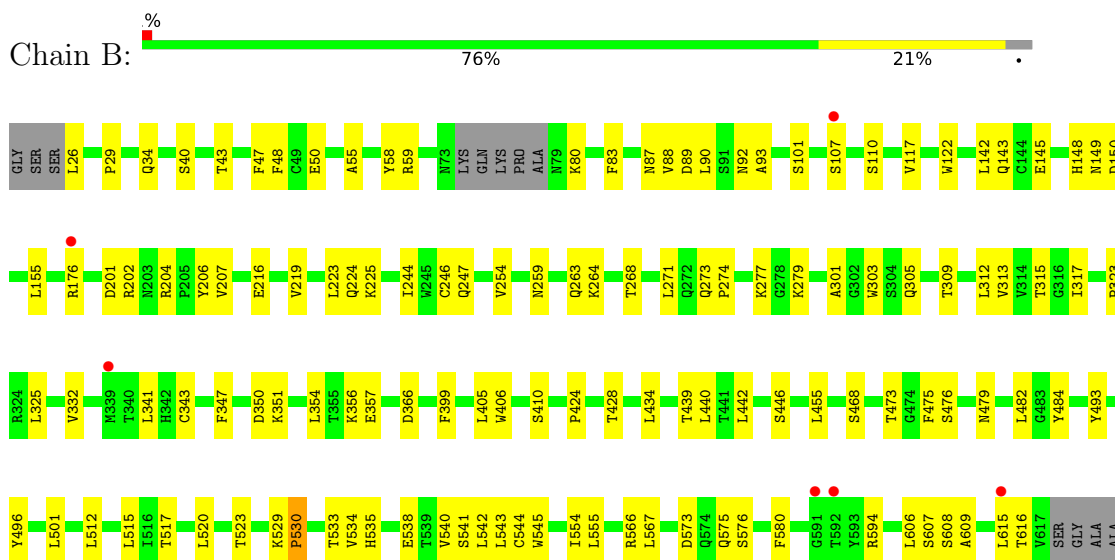 .%
Chain B:
76% 21% •
GLY SER SER L26 P29 Q34 S40 T43 F47 F48 C49 E50 A55 Y58 R59 N73 LYS GLN LYS PRO ALA N79 K80 F83 N87 V88 D89 L90 S91 N92 A93 S101 S107 S110 V117 W122 L142 Q143 C144 E145 H148 N149 D150
L155 R176 D201 R202 N203 R204 P205 Y206 V207 E216 V219 L223 Q224 K225 I244 W245 C246 Q247 V254 N259 Q263 K264 T268 L271 Q272 Q273 P274 K277 G278 K279 A301 G302 W303 S304 Q305 T309 L312 V313 V314 T315 G316 I317 P323
R324 L325 V332 M339 T340 L341 H342 C343 F347 D350 K351 L354 T355 K356 E357 D366 F399 L405 W406 S410 P424 T428 L434 T439 L440 T441 L442 S446 L455 S468 T473 G474 F475 S476 N479 L482 G483 Y484 Y493
Y496 L501 L512 L515 I516 T517 L520 T523 K529 P530 T533 V534 H535 E538 T539 V540 S541 L542 L543 C544 W545 I554 L555 R566 L567 D573 Q574 Q575 S576 F580 G591 T592 Y593 R594 L606 S607 S608 A609 L615 T616 V617 SER GLY ALA ALA